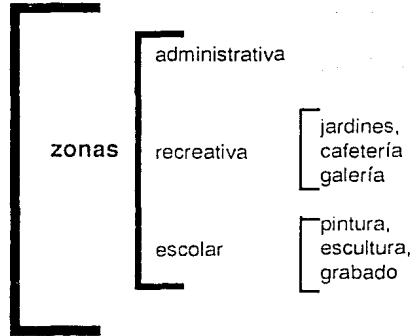 administrativa
zonas
recreativa
jardines,
cafetería
galería
escolar
pintura,
escultura,
grabado